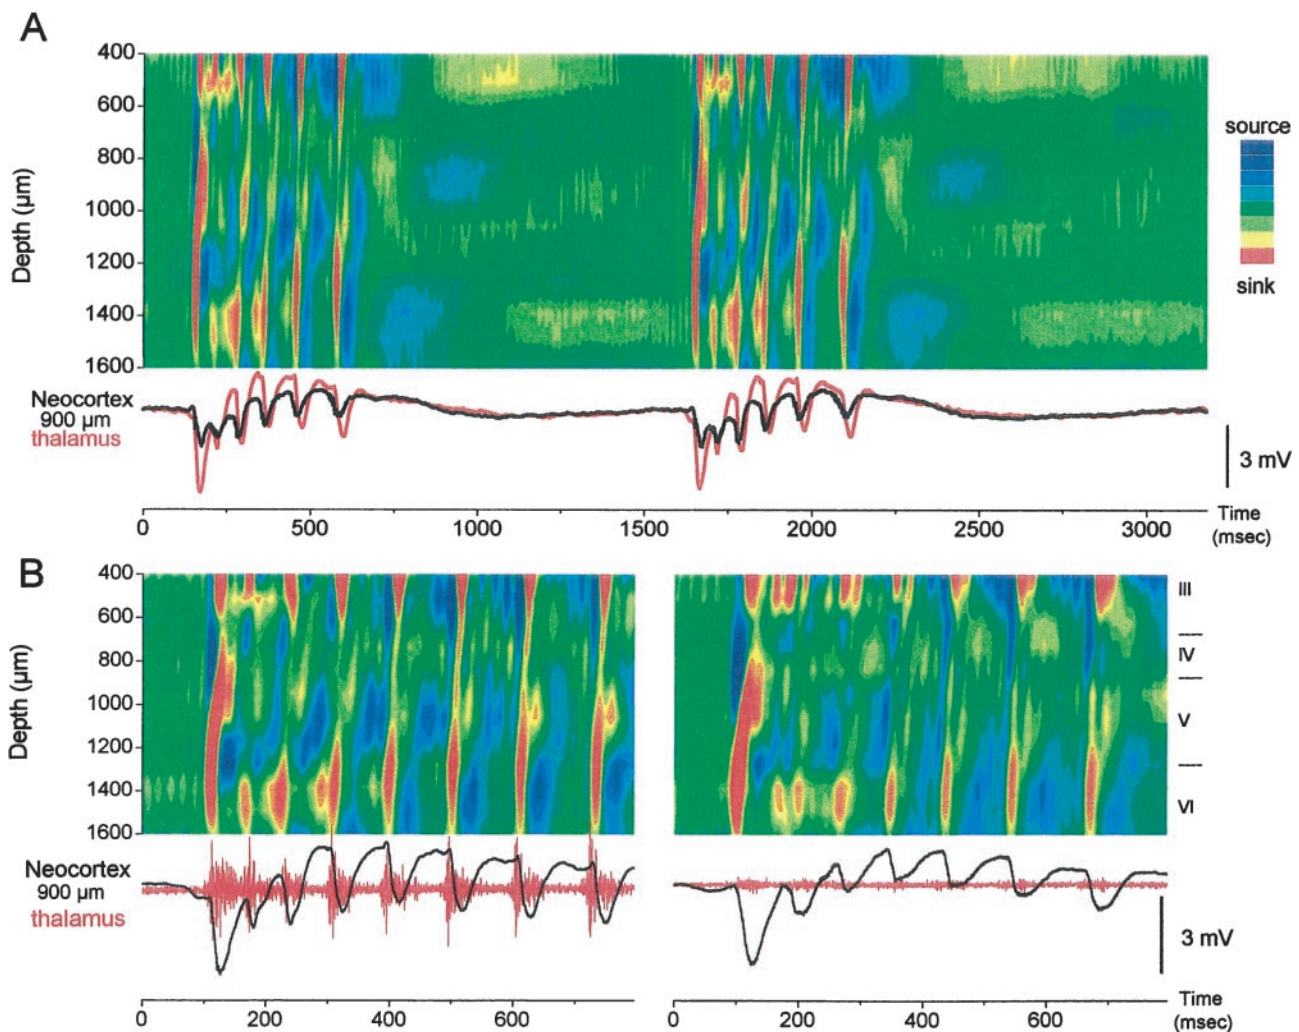 A
400
600
800
1000
1200
1400
1600
Depth (µm)
source
sink
Neocortex
900 µm
thalamus
3 mV
0 500 1000 1500 2000 2500 3000
Time
(msec)
B
400
600
800
1000
1200
1400
1600
Depth (µm)
III
IV
V
VI
Neocortex
900 µm
thalamus
3 mV
0 200 400 600
0 200 400 600
Time
(msec)